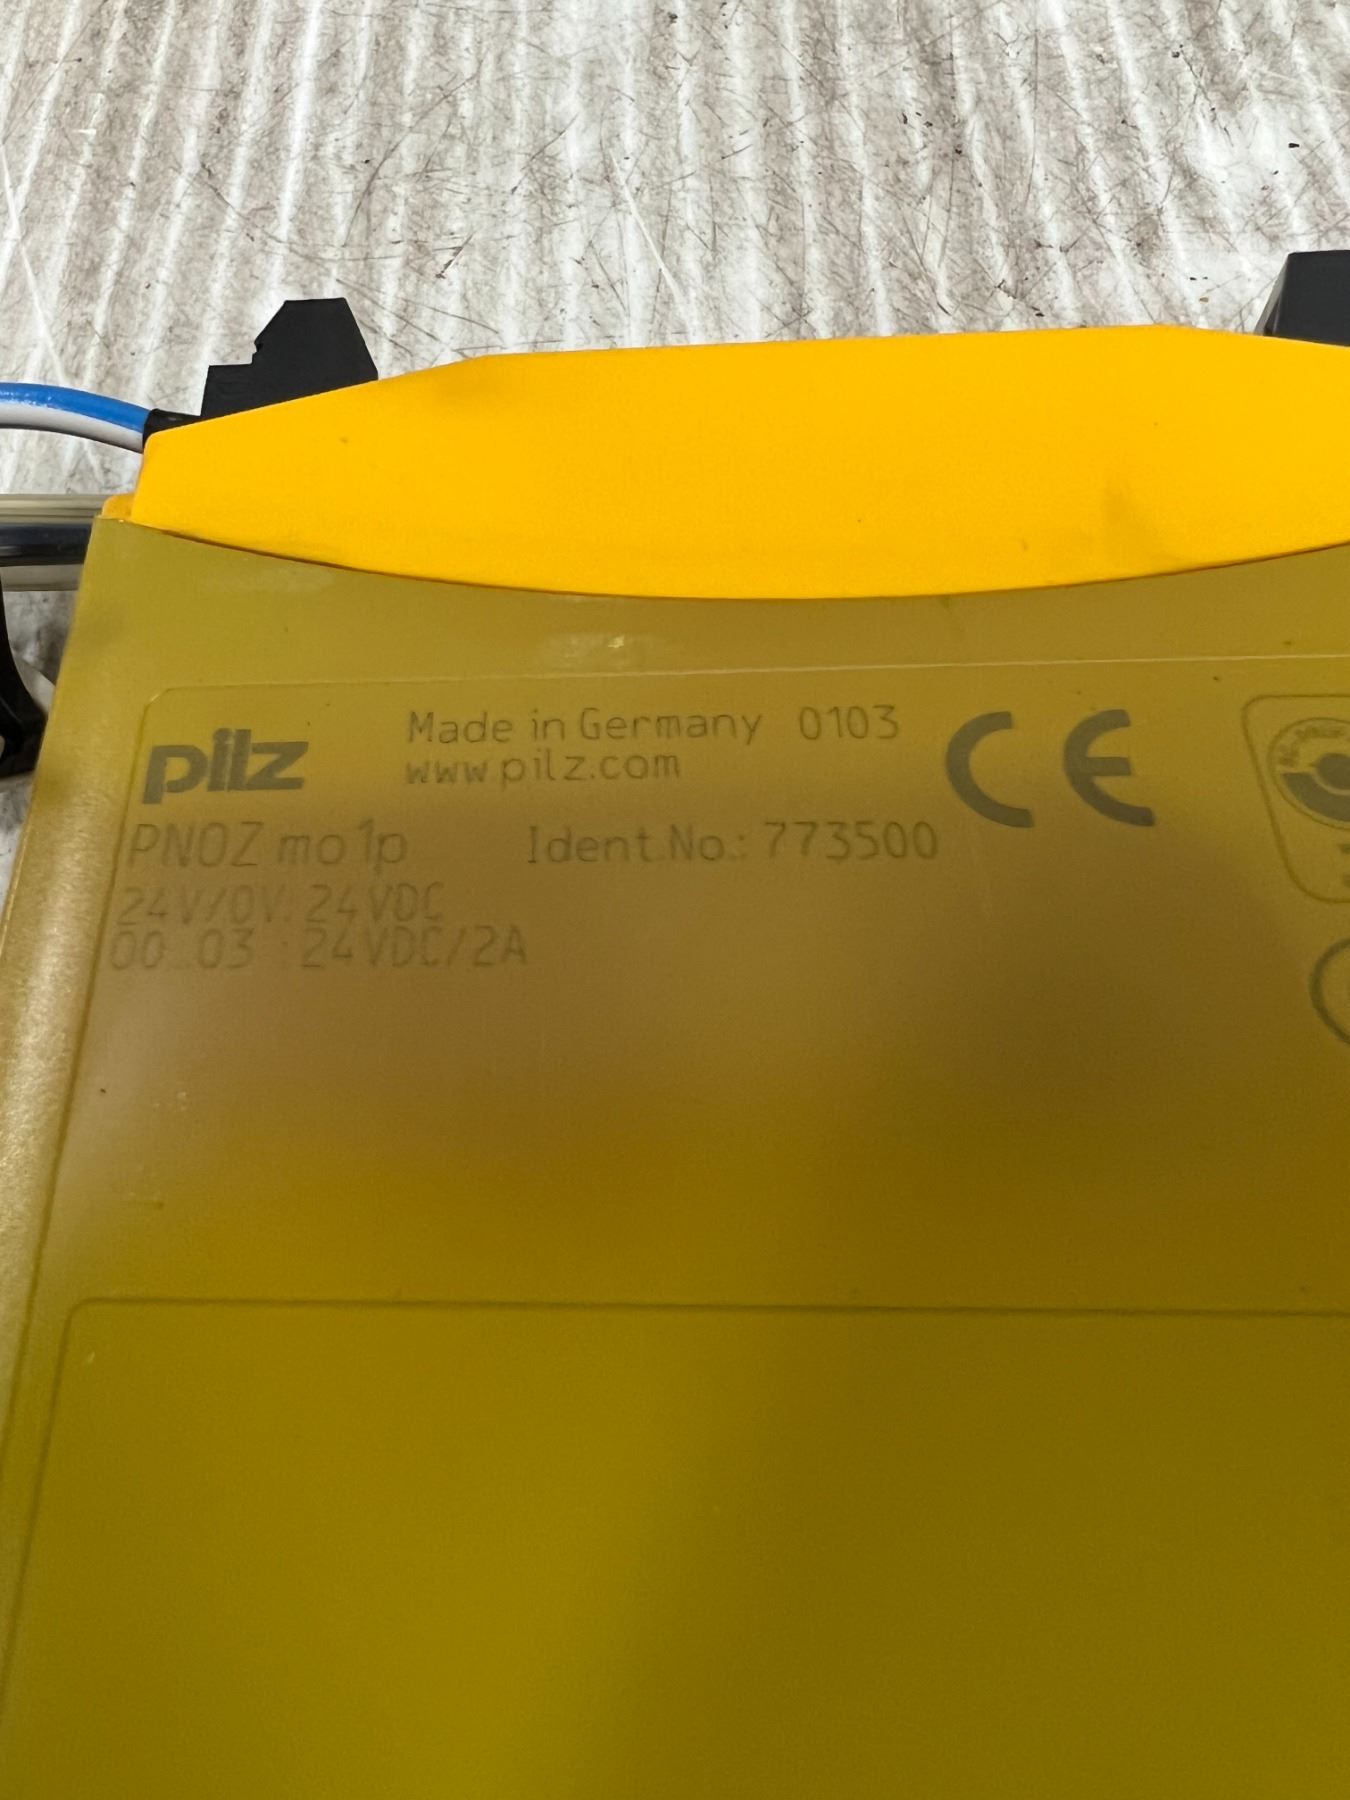 pilz
Made in Germany 0103
www.pilz.com
CE
PNOZ mo1p Ident.No.: 773500
24V/0V: 24VDC
O0..O3 : 24VDC/2A